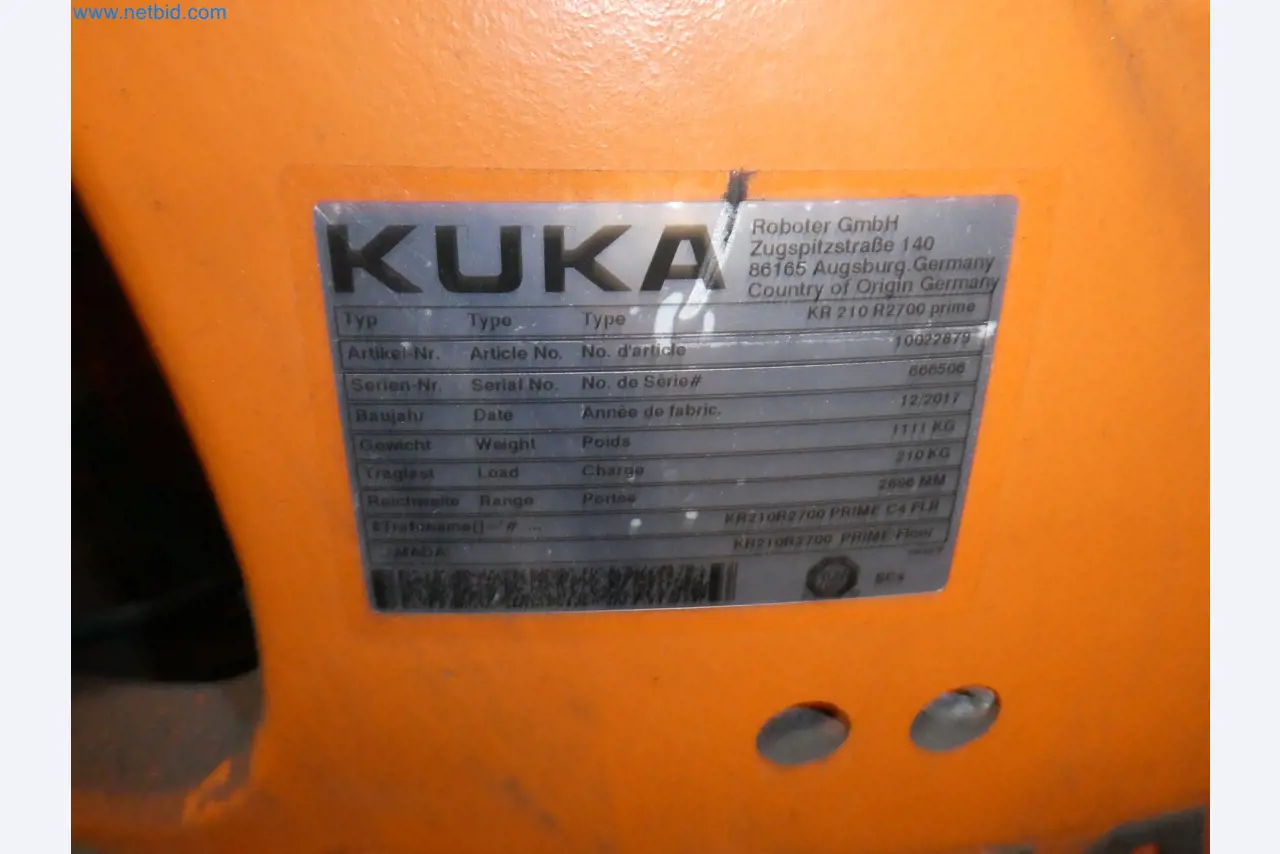 www.netbid.com
KUKA
Roboter GmbH
Zugspitzstraße 140
86165 Augsburg, Germany
Country of Origin Germany
Typ Type Type KR 210 R2700 prime
Artikel-Nr. Article No. No. d'article 10022879
Serien-Nr. Serial No. No. de Série# 666506
Baujahr Date Année de fabric. 12/2017
Gewicht Weight Poids 1111 KG
Traglast Load Charge 210 KG
Reichweite Range Portee 2696 MM
$Trafoname[]="# ... KR210R2700 PRIME C4 FLR
...\MADA\ KR210R2700 PRIME Floor